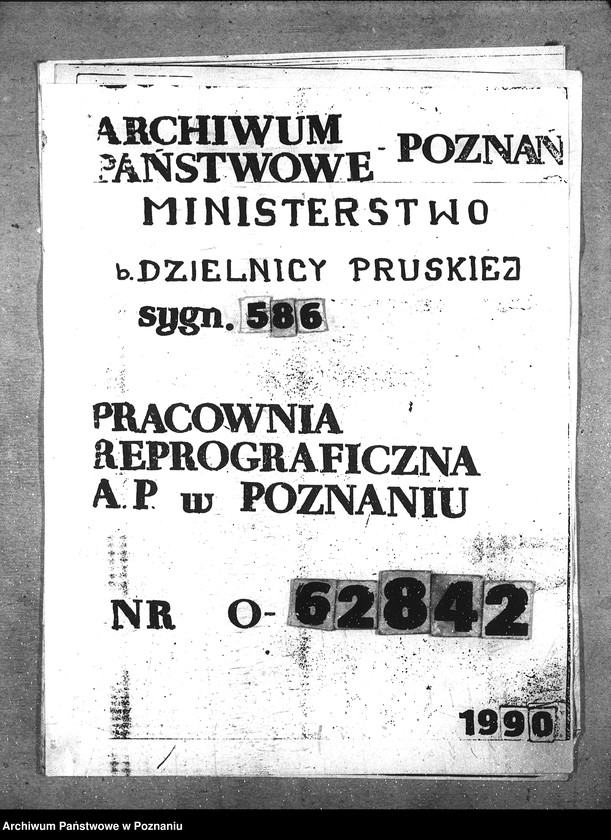 ARCHIWUM
PAŃSTWOWE - POZNAŃ
MINISTERSTWO
b. DZIELNICY PRUSKIEJ
sygn. 586
PRACOWNIA
REPROGRAFICZNA
A.P w POZNANIU
NR O-62842
1990
Archiwum Państwowe w Poznaniu